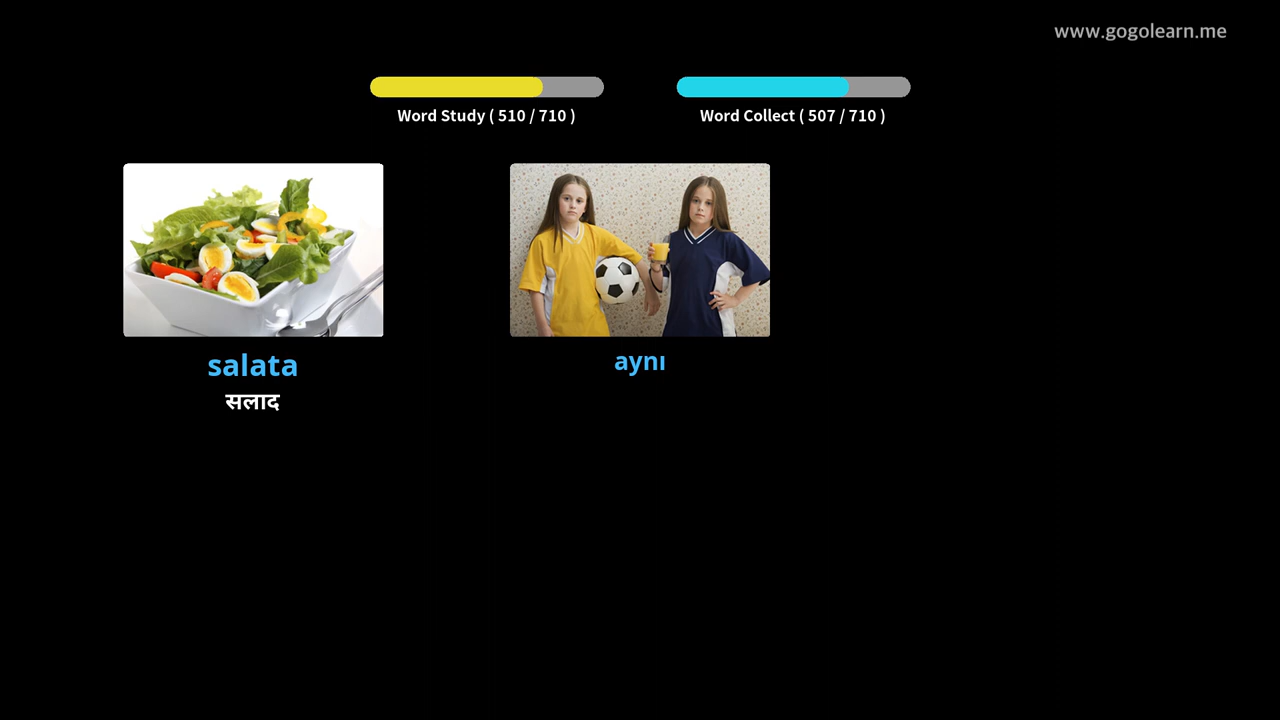 www.gogolearn.me
Word Study ( 510 / 710 )
Word Collect ( 507 / 710 )
salata
सलाद
aynı